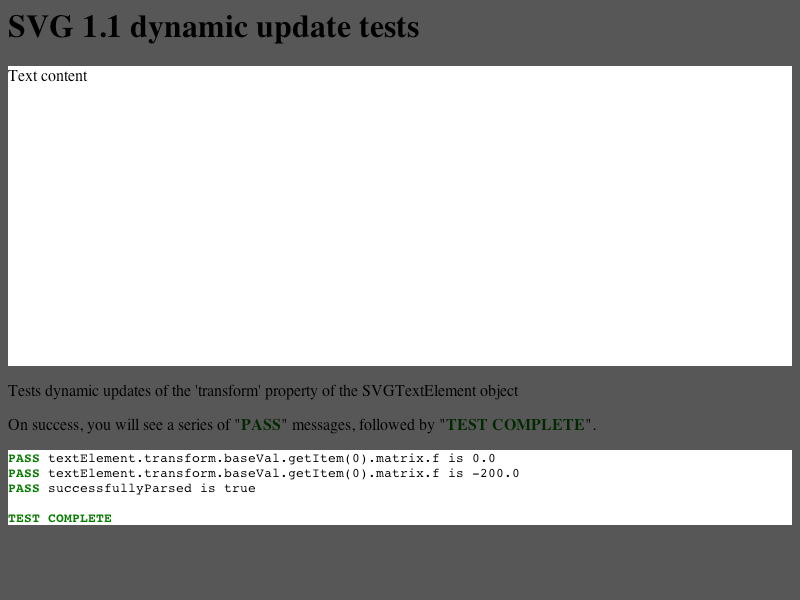 SVG 1.1 dynamic update tests
Text content
Tests dynamic updates of the 'transform' property of the SVGTextElement object
On success, you will see a series of "PASS" messages, followed by "TEST COMPLETE".
PASS textElement.transform.baseVal.getItem(0).matrix.f is 0.0
PASS textElement.transform.baseVal.getItem(0).matrix.f is -200.0
PASS successfullyParsed is true
TEST COMPLETE